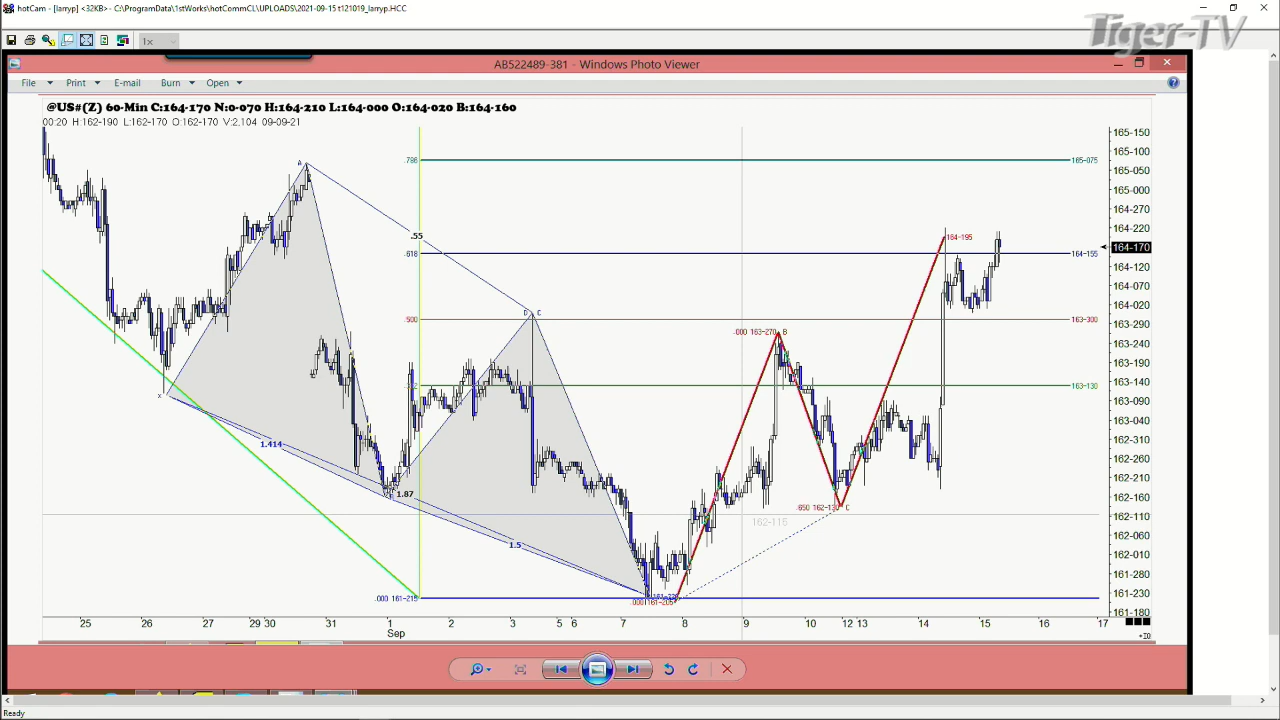 hotCam - [larryp] <32KB> - C:\ProgramData\1stWorks\hotCommCL\UPLOADS\2021-09-15 t121019_larryp.HCC
Tiger-TV
1x
AB522489-381 - Windows Photo Viewer
File Print E-mail Burn Open
@US#(Z) 60-Min C:164-170 N:0-070 H:164-210 L:164-000 O:164-020 B:164-160
00:20 H:162-190 L:162-170 O:162-170 V:2,104 09-09-21
165-150
165-100
165-050
165-000
164-270
164-220
164-170
164-120
164-070
164-020
163-290
163-240
163-190
163-140
163-090
163-040
162-310
162-260
162-210
162-160
162-110
162-060
162-010
161-280
161-230
161-180
A
.786 165-075
.55
164-195
.618 164-155
D C
.500 163-300
.000 163-270 B
163-130
X
1.414
1.87
.650 162-130 C
162-115
1.5
.000 161-215
25 26 27 29 30 31 1 2 3 5 6 7 8 9 10 12 13 14 15 16 17
Sep
+IO
Ready